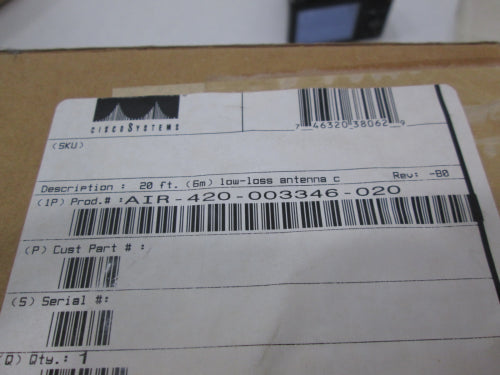 CISCO SYSTEMS
7 46320 38062 9
(SKU)
Description : 20 ft. (6m) low-loss antenna c Rev: -B0
(1P) Prod.# :AIR-420-003346-020
(P) Cust Part # :
(S) Serial #:
(Q) Qty.: 1